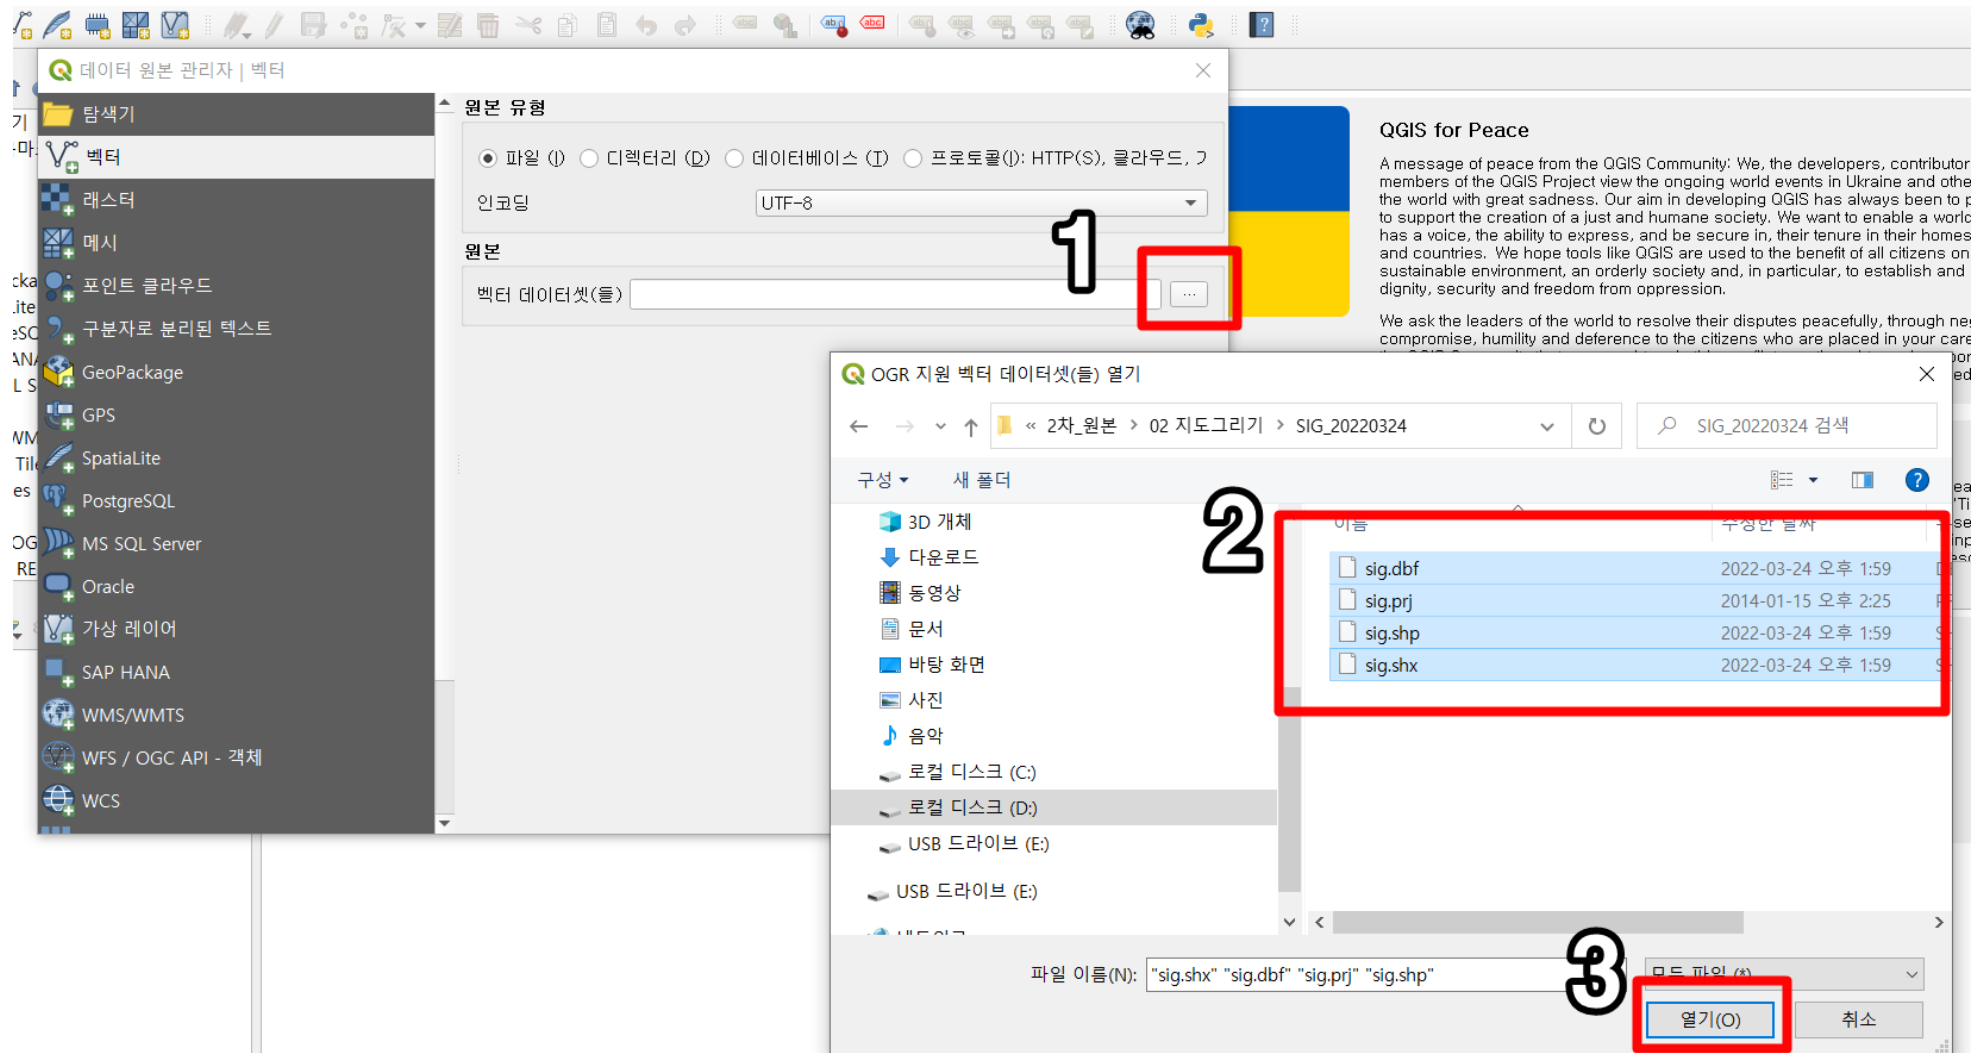 데이터 원본 관리자 | 벡터
탐색기
벡터
래스터
메시
포인트 클라우드
구분자로 분리된 텍스트
GeoPackage
GPS
SpatiaLite
PostgreSQL
MS SQL Server
Oracle
가상 레이어
SAP HANA
WMS/WMTS
WFS / OGC API - 객체
WCS
원본 유형
파일 (I) 디렉터리 (D) 데이터베이스 (T) 프로토콜(I): HTTP(S), 클라우드,
인코딩 UTF-8
원본
벡터 데이터셋(들) ...
1
QGIS for Peace
A message of peace from the QGIS Community: We, the developers, contributor
members of the QGIS Project view the ongoing world events in Ukraine and othe
the world with great sadness. Our aim in developing QGIS has always been to p
to support the creation of a just and humane society. We want to enable a world
has a voice, the ability to express, and be secure in, their tenure in their homes
and countries. We hope tools like QGIS are used to the benefit of all citizens on
sustainable environment, an orderly society and, in particular, to establish and
dignity, security and freedom from oppression.
We ask the leaders of the world to resolve their disputes peacefully, through neg
compromise, humility and deference to the citizens who are placed in your care
OGR 지원 벡터 데이터셋(들) 열기
« 2차_원본 > 02 지도그리기 > SIG_20220324
SIG_20220324 검색
구성 새 폴더
2
3D 개체
다운로드
동영상
문서
바탕 화면
사진
음악
로컬 디스크 (C:)
로컬 디스크 (D:)
USB 드라이브 (E:)
USB 드라이브 (E:)
이름 수정한 날짜
sig.dbf 2022-03-24 오후 1:59
sig.prj 2014-01-15 오후 2:25
sig.shp 2022-03-24 오후 1:59
sig.shx 2022-03-24 오후 1:59
파일 이름(N): "sig.shx" "sig.dbf" "sig.prj" "sig.shp"
모든 파일 (*)
3
열기(O) 취소